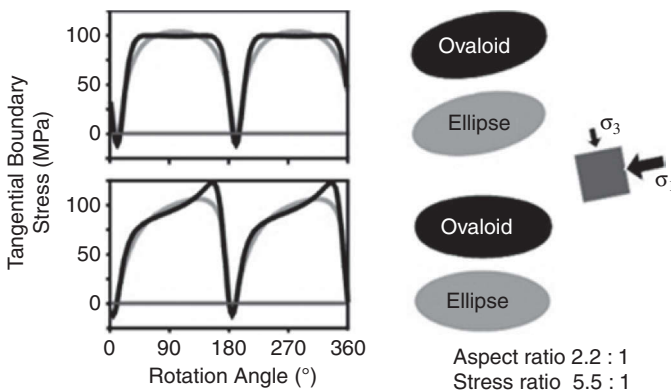 100
50
0
100
50
0
Tangential Boundary
Stress (MPa)
0 90 180 270 360
Rotation Angle (°)
Ovaloid
Ellipse
σ3
Ovaloid
Ellipse
Aspect ratio 2.2 : 1
Stress ratio 5.5 : 1